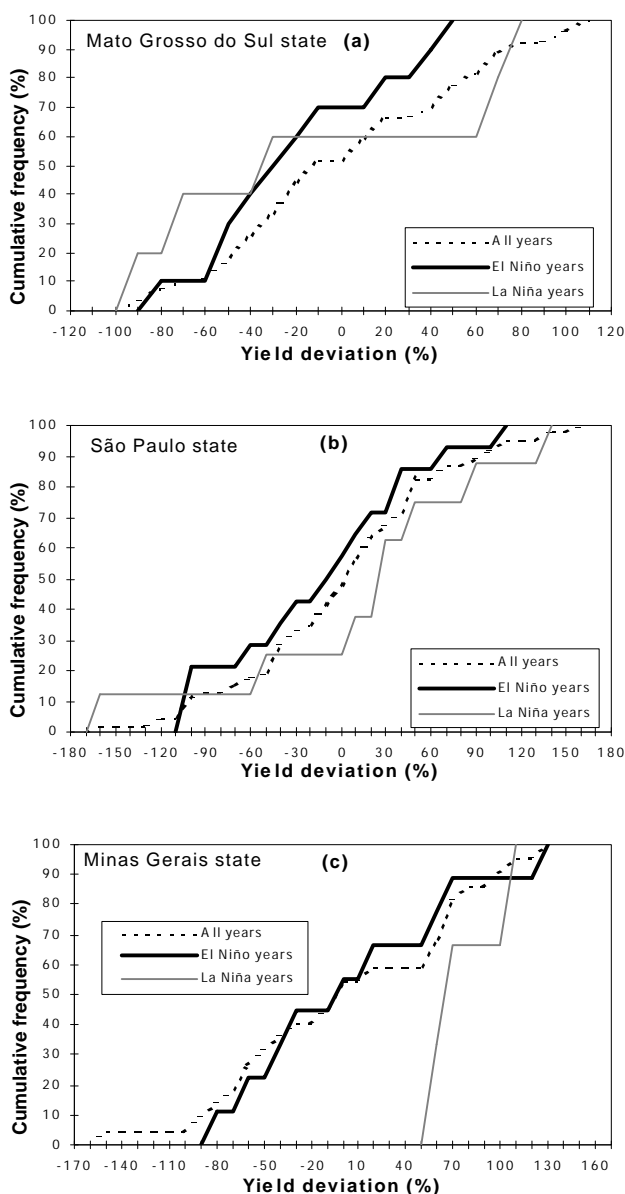 Mato Grosso do Sul state (a)
Cumulative frequency (%)
100
90
80
70
60
50
40
30
20
10
0
All years
El Niño years
La Niña years
-120 -100 -80 -60 -40 -20 0 20 40 60 80 100 120
Yield deviation (%)
São Paulo state (b)
Cumulative frequency (%)
100
90
80
70
60
50
40
30
20
10
0
All years
El Niño years
La Niña years
-180 -150 -120 -90 -60 -30 0 30 60 90 120 150 180
Yield deviation (%)
Minas Gerais state (c)
Cumulative frequency (%)
100
90
80
70
60
50
40
30
20
10
0
All years
El Niño years
La Niña years
-170 -130 -90 -50 -10 10 40 70 100 130 160
Yield deviation (%)